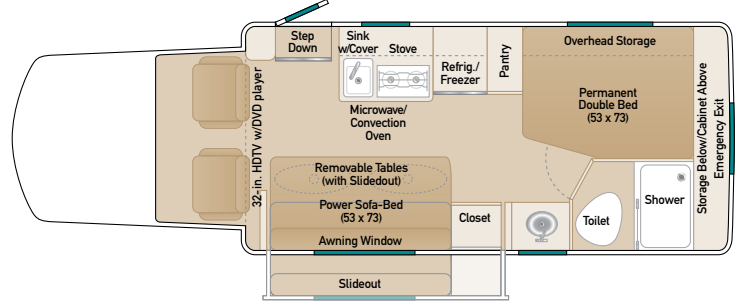 Step
Down
Sink
w/Cover
Stove
Refrig./
Freezer
Pantry
Overhead Storage
Permanent
Double Bed
(53 x 73)
Microwave/
Convection
Oven
32-in. HDTV w/DVD player
Removable Tables
(with Slidedout)
Power Sofa-Bed
(53 x 73)
Awning Window
Slideout
Closet
Toilet
Shower
Storage Below/Cabinet Above
Emergency Exit